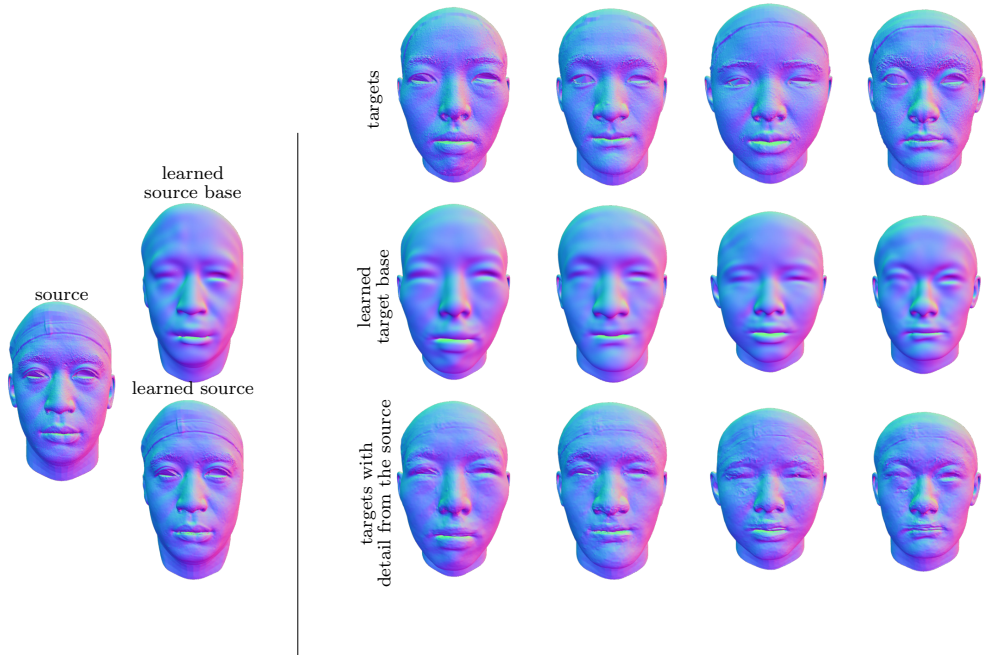 learned
source base
source
learned source
targets
learned
target base
targets with
detail from the source